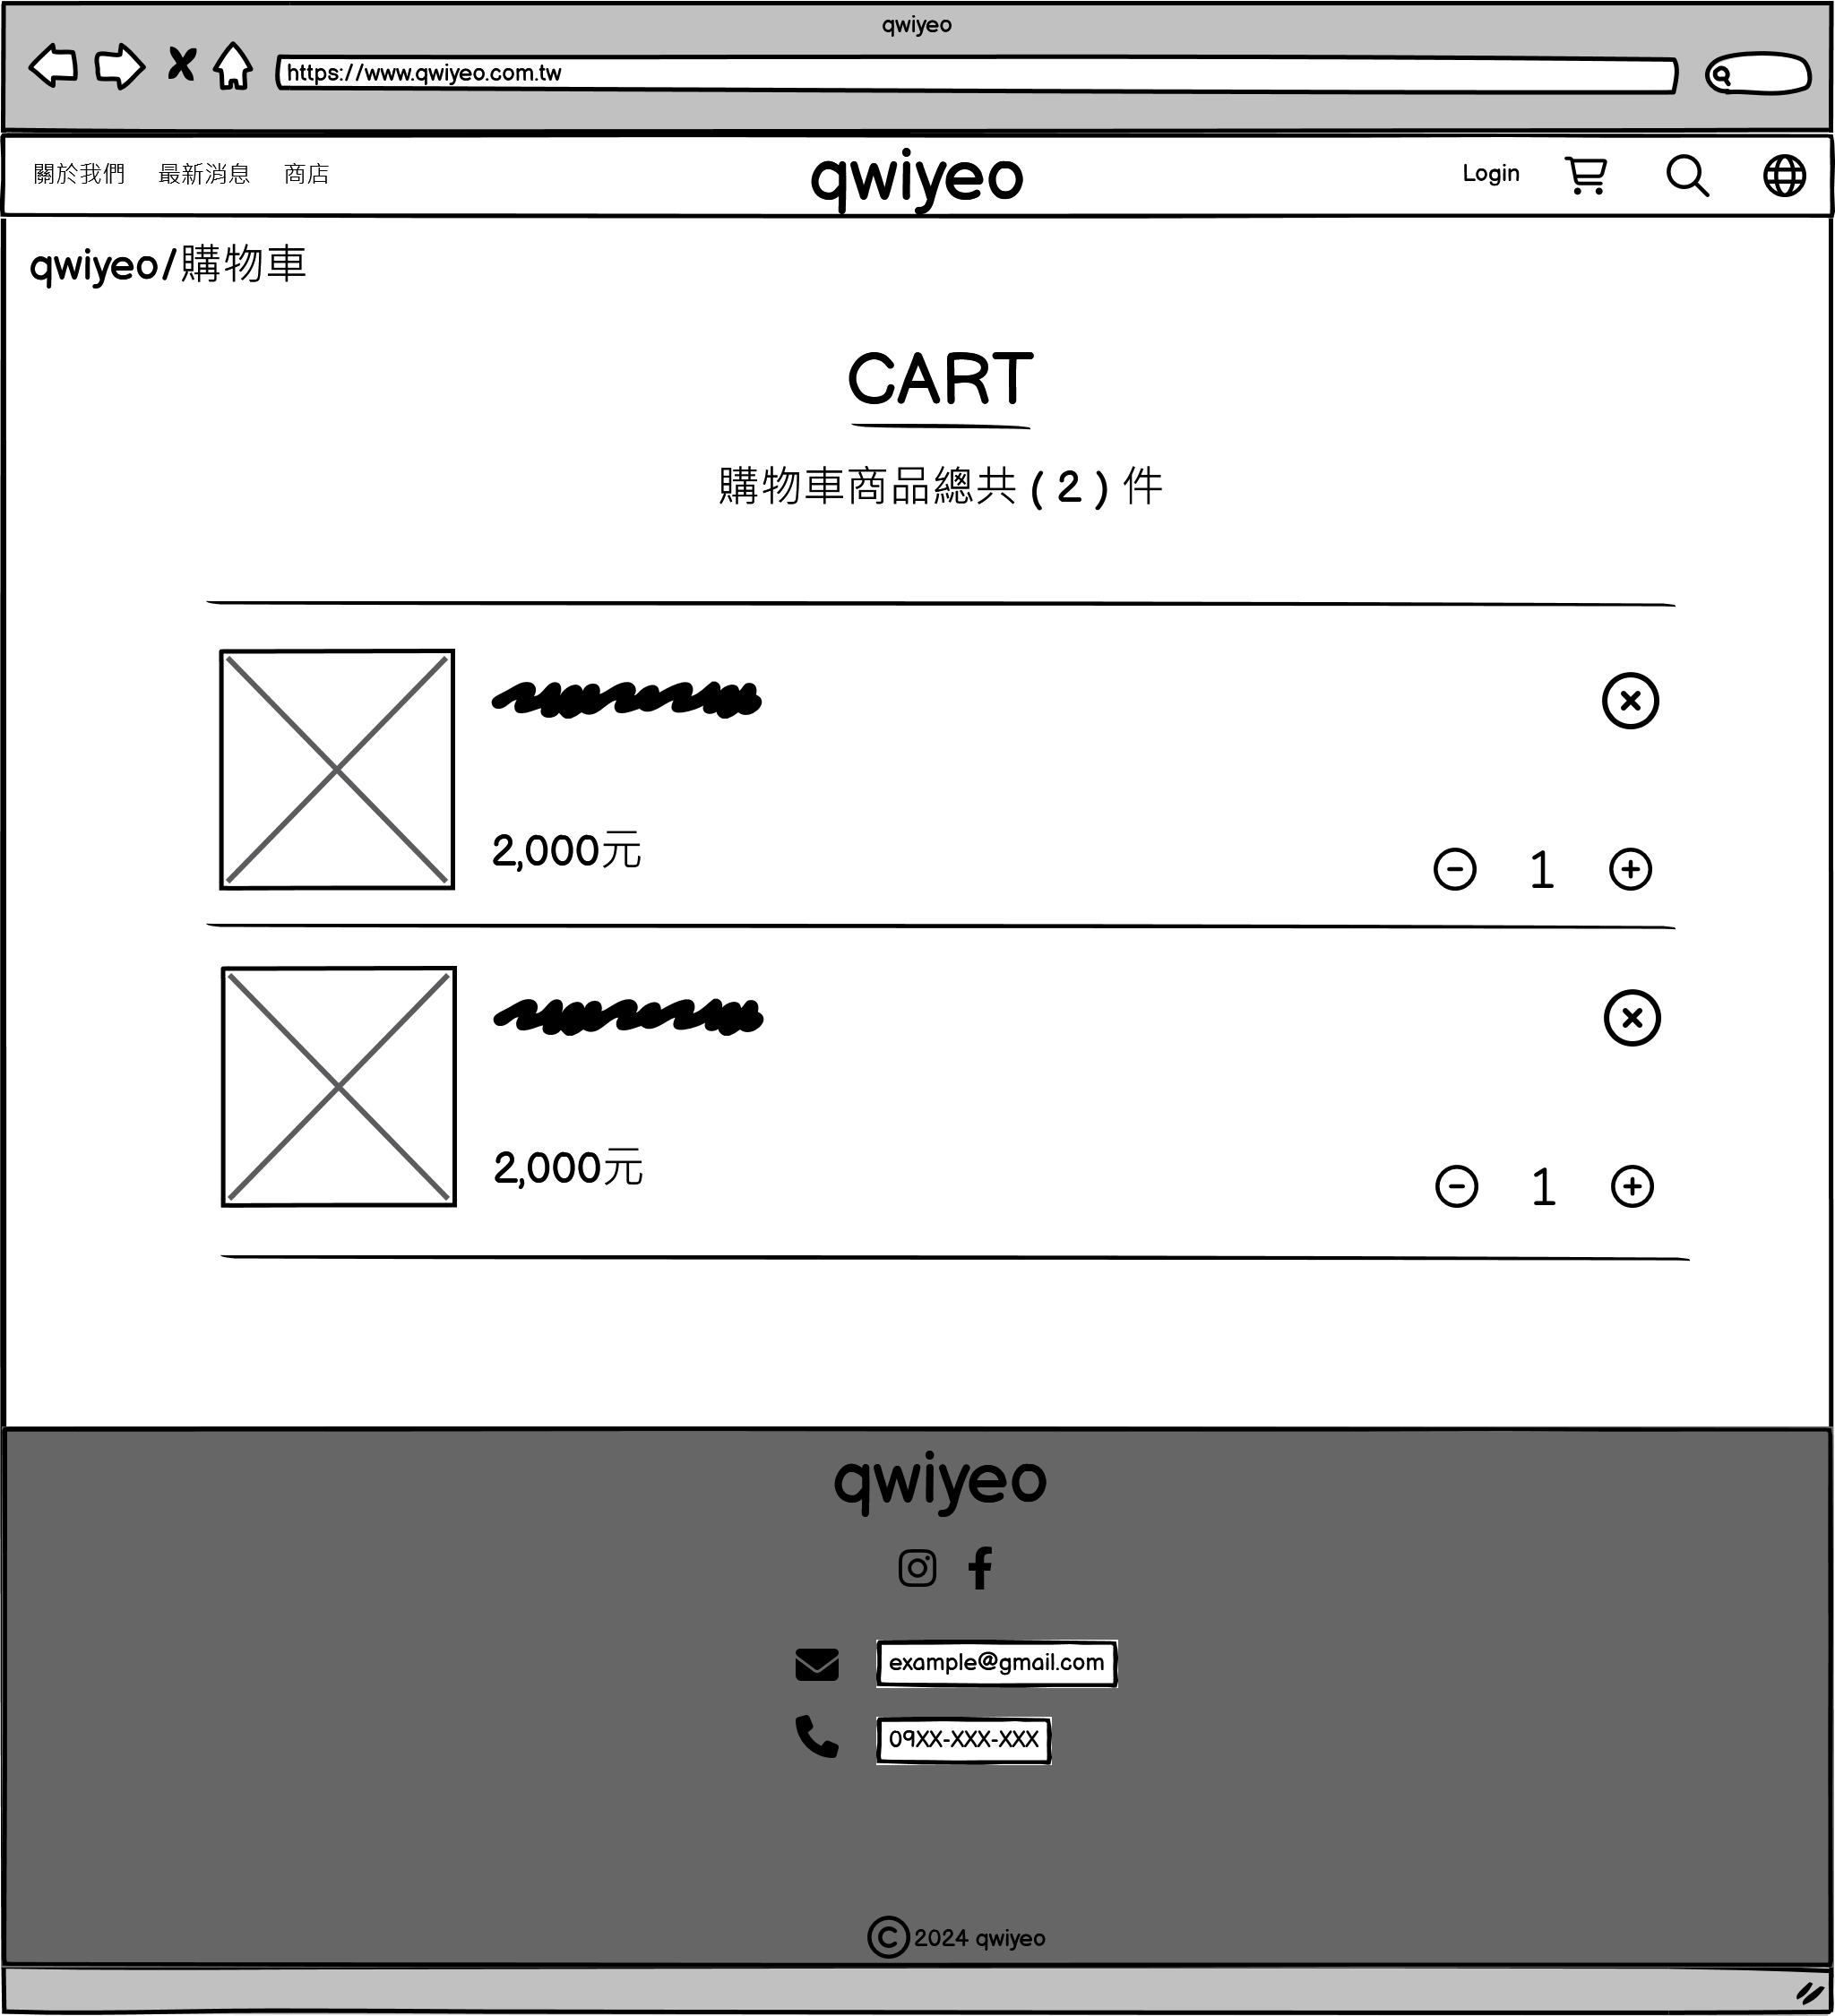 qwiyeo
https://www.qwiyeo.com.tw
關於我們 最新消息 商店 qwiyeo Login
qwiyeo/購物車
CART
購物車商品總共 ( 2 ) 件
2,000元 1
2,000元 1
qwiyeo
example@gmail.com
09XX-XXX-XXX
© 2024 qwiyeo